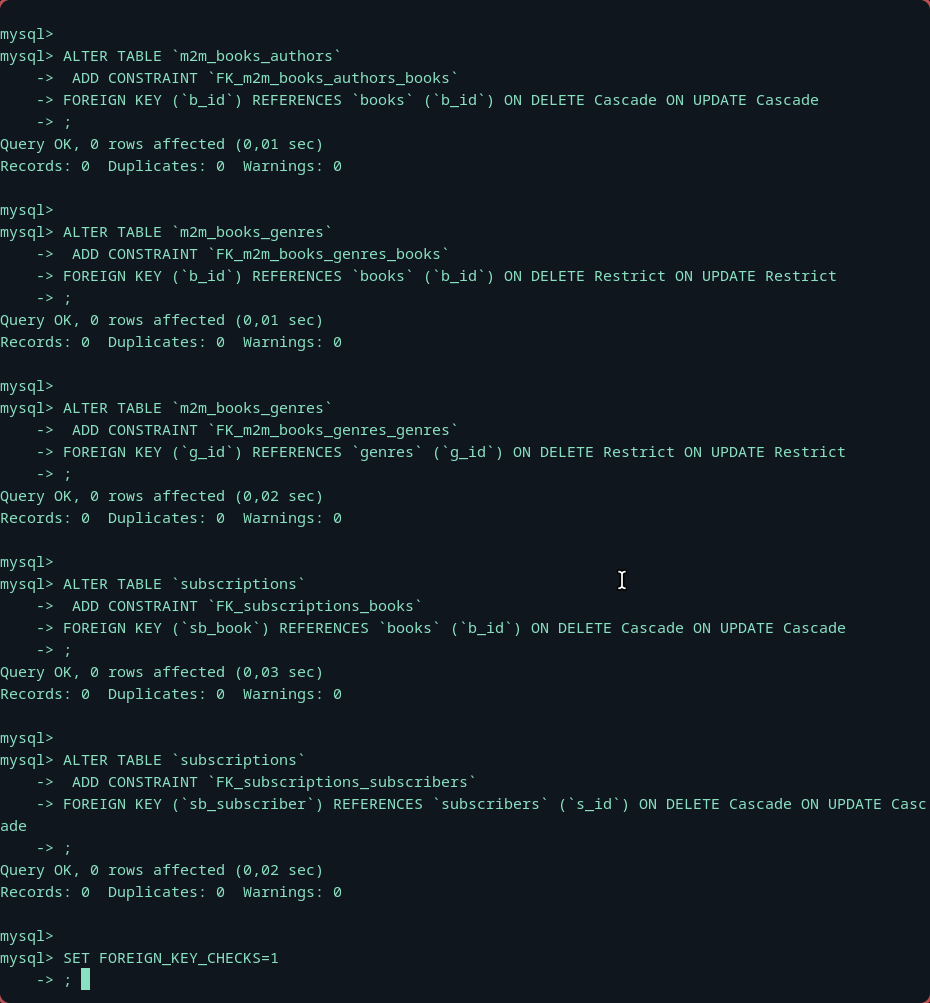 mysql>
mysql> ALTER TABLE `m2m_books_authors`
    ->  ADD CONSTRAINT `FK_m2m_books_authors_books`
    -> FOREIGN KEY (`b_id`) REFERENCES `books` (`b_id`) ON DELETE Cascade ON UPDATE Cascade
    -> ;
Query OK, 0 rows affected (0,01 sec)
Records: 0  Duplicates: 0  Warnings: 0

mysql>
mysql> ALTER TABLE `m2m_books_genres`
    ->  ADD CONSTRAINT `FK_m2m_books_genres_books`
    -> FOREIGN KEY (`b_id`) REFERENCES `books` (`b_id`) ON DELETE Restrict ON UPDATE Restrict
    -> ;
Query OK, 0 rows affected (0,01 sec)
Records: 0  Duplicates: 0  Warnings: 0

mysql>
mysql> ALTER TABLE `m2m_books_genres`
    ->  ADD CONSTRAINT `FK_m2m_books_genres_genres`
    -> FOREIGN KEY (`g_id`) REFERENCES `genres` (`g_id`) ON DELETE Restrict ON UPDATE Restrict
    -> ;
Query OK, 0 rows affected (0,02 sec)
Records: 0  Duplicates: 0  Warnings: 0

mysql>
mysql> ALTER TABLE `subscriptions`
    ->  ADD CONSTRAINT `FK_subscriptions_books`
    -> FOREIGN KEY (`sb_book`) REFERENCES `books` (`b_id`) ON DELETE Cascade ON UPDATE Cascade
    -> ;
Query OK, 0 rows affected (0,03 sec)
Records: 0  Duplicates: 0  Warnings: 0

mysql>
mysql> ALTER TABLE `subscriptions`
    ->  ADD CONSTRAINT `FK_subscriptions_subscribers`
    -> FOREIGN KEY (`sb_subscriber`) REFERENCES `subscribers` (`s_id`) ON DELETE Cascade ON UPDATE Casc
ade
    -> ;
Query OK, 0 rows affected (0,02 sec)
Records: 0  Duplicates: 0  Warnings: 0

mysql>
mysql> SET FOREIGN_KEY_CHECKS=1
    -> ;